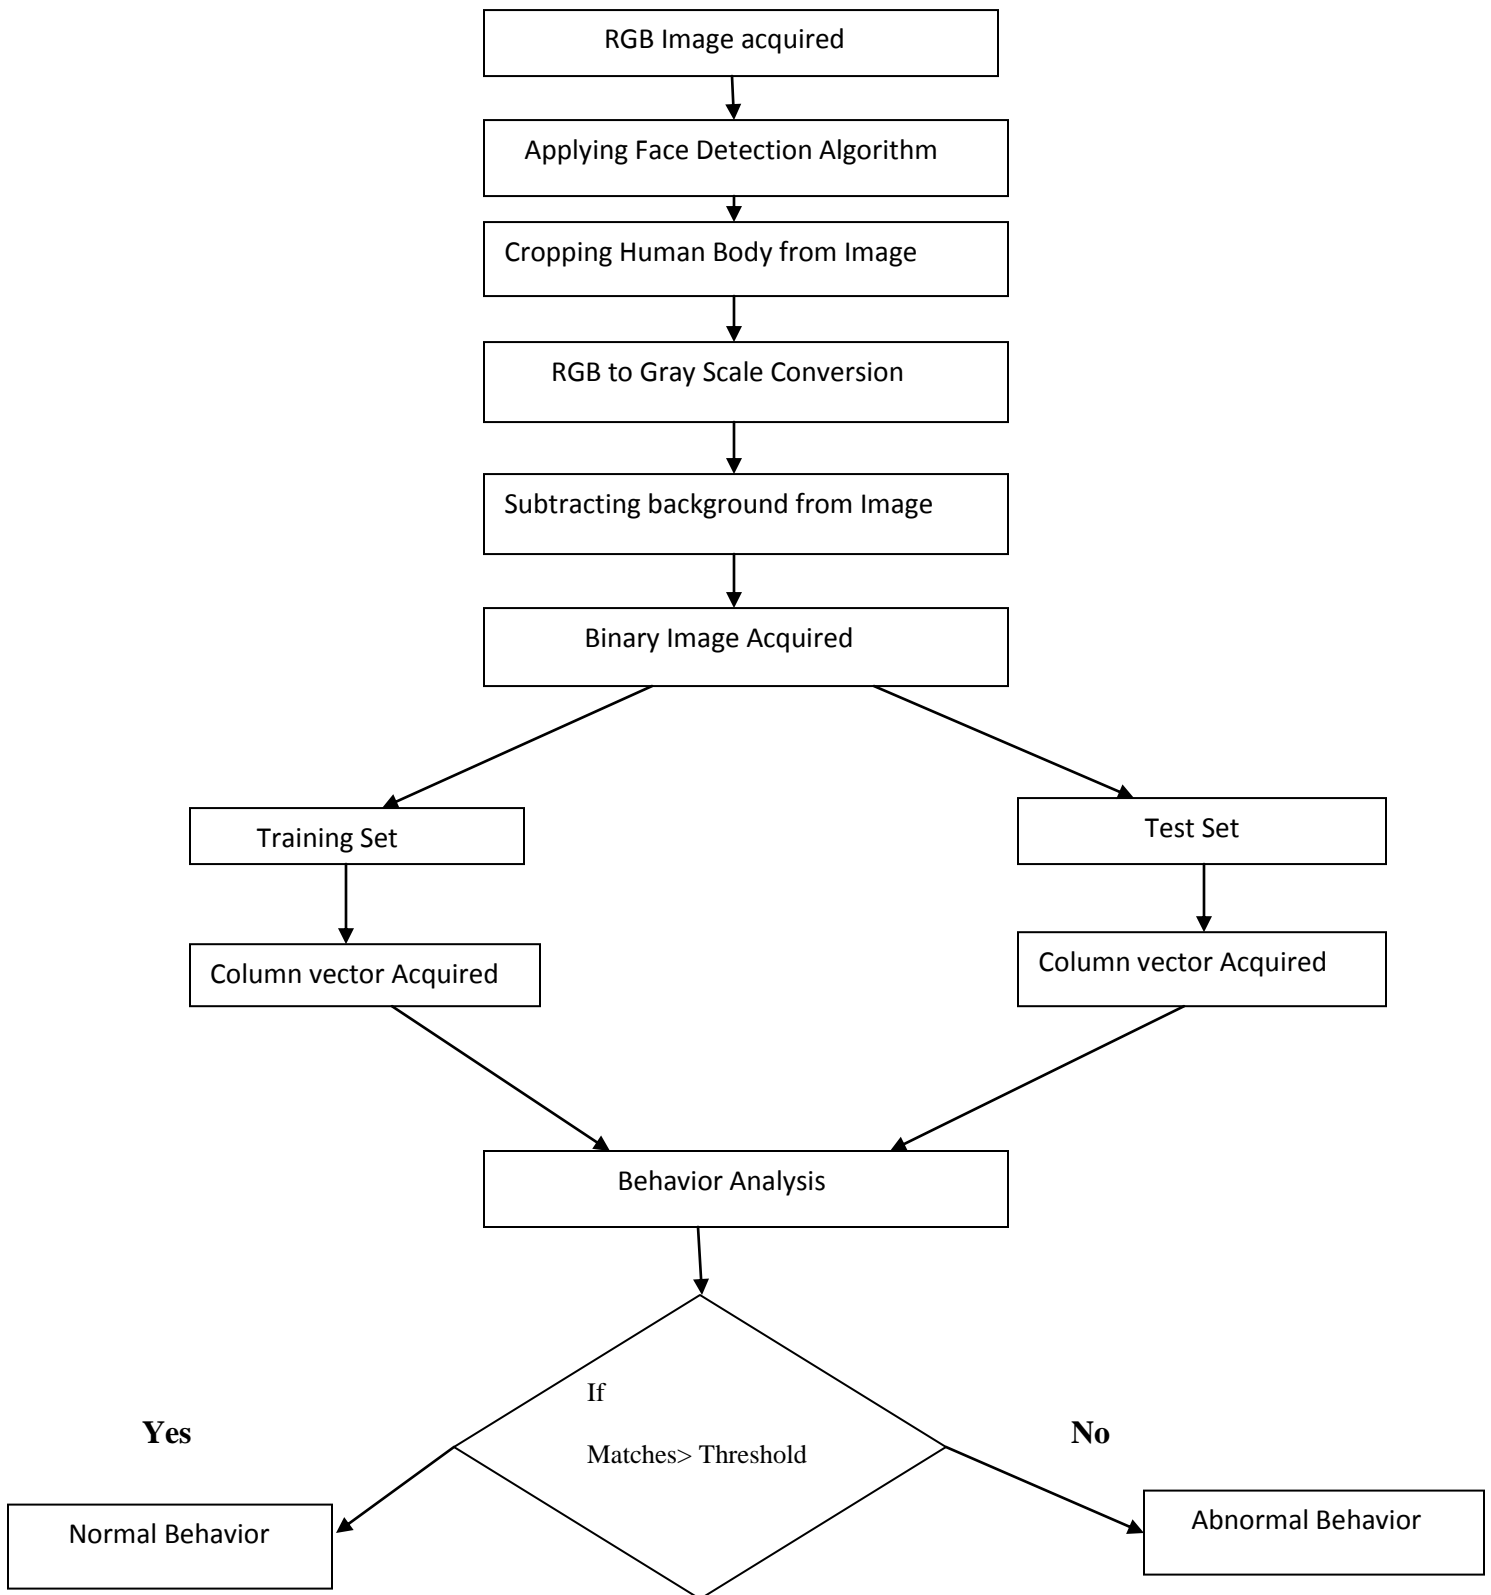 RGB Image acquired
Applying Face Detection Algorithm
Cropping Human Body from Image
RGB to Gray Scale Conversion
Subtracting background from Image
Binary Image Acquired
Training Set
Test Set
Column vector Acquired
Column vector Acquired
Behavior Analysis
If
Matches> Threshold
Yes
No
Normal Behavior
Abnormal Behavior